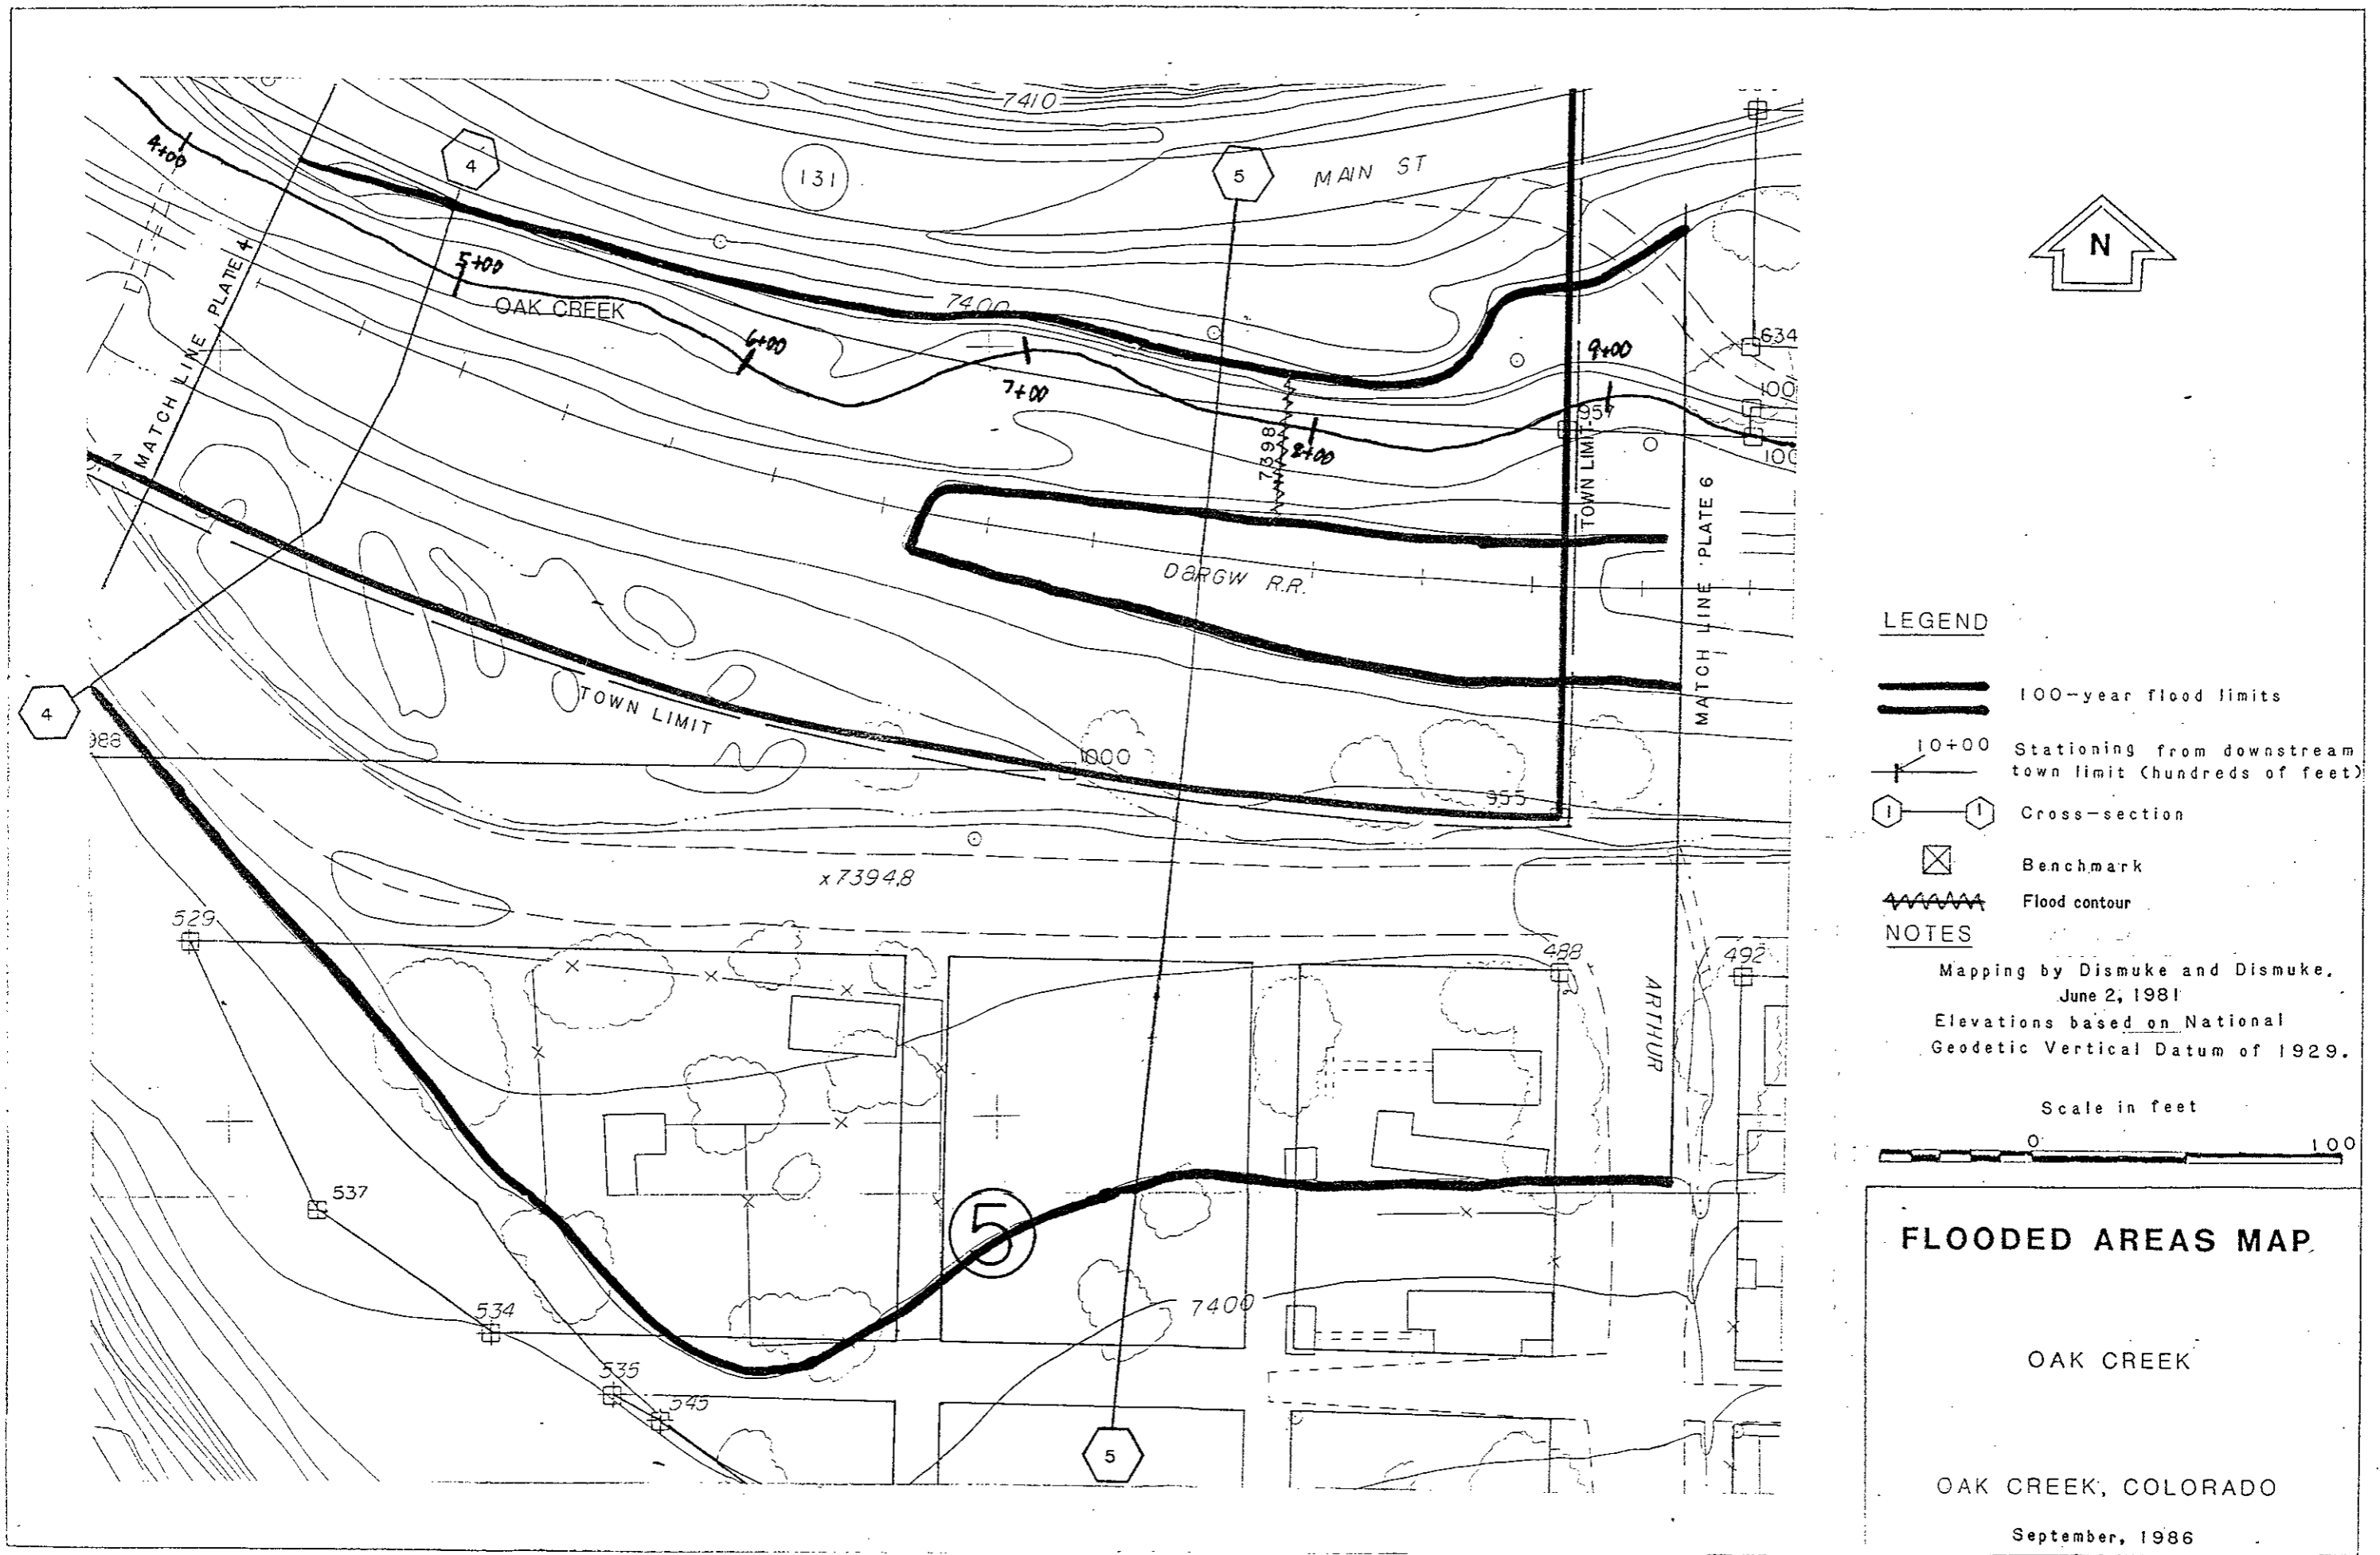 7410
4+00
4
131
5
MAIN ST
MATCH LINE PLATE 4
5+00
OAK CREEK
7400
6+00
7+00
7398
8+00
9+00
957
TOWN LIMIT
634
100
100
MATCH LINE PLATE 6
D&RGW R.R.
4
988
TOWN LIMIT
1000
955
x 7394.8
529
488
492
ARTHUR
537
5
534
7400
535
545
5
N
LEGEND
100-year flood limits
10+00 Stationing from downstream
town limit (hundreds of feet)
1 1 Cross-section
Benchmark
Flood contour
NOTES
Mapping by Dismuke and Dismuke.
June 2, 1981
Elevations based on National
Geodetic Vertical Datum of 1929.
Scale in feet
0 100
FLOODED AREAS MAP
OAK CREEK
OAK CREEK, COLORADO
September, 1986